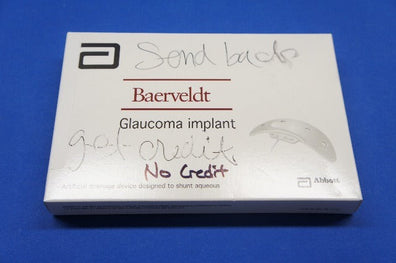 Send back
Baerveldt
Glaucoma implant
get credit
No Credit
Artificial drainage device designed to shunt aqueous
Abbott